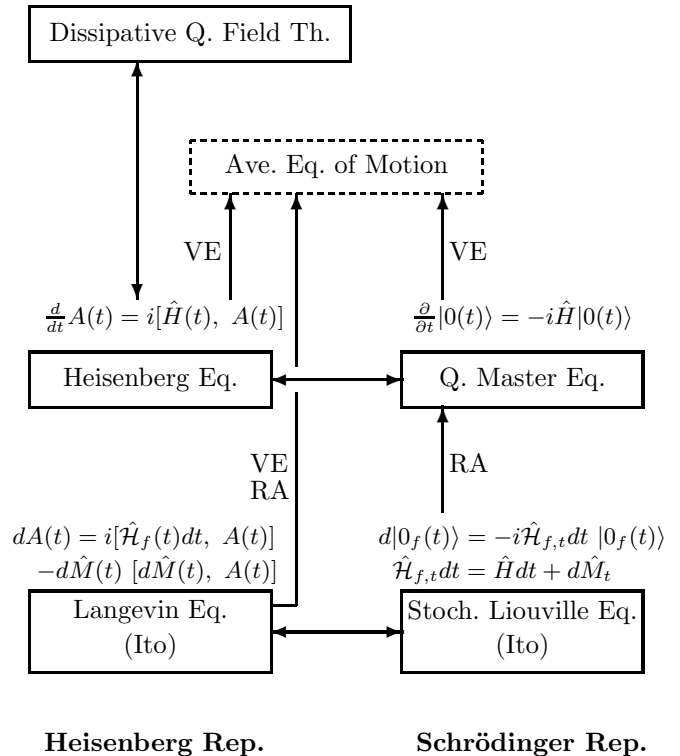 Dissipative Q. Field Th.
Ave. Eq. of Motion
VE
VE
$\frac{d}{dt}A(t) = i[\hat{H}(t),\ A(t)]$
$\frac{\partial}{\partial t}|0(t)\rangle = -i\hat{H}|0(t)\rangle$
Heisenberg Eq.
Q. Master Eq.
VE
RA
RA
$dA(t) = i[\hat{\mathcal{H}}_f(t)dt,\ A(t)]$
$-d\hat{M}(t)\ [d\hat{M}(t),\ A(t)]$
$d|0_f(t)\rangle = -i\hat{\mathcal{H}}_{f,t}dt\ |0_f(t)\rangle$
$\hat{\mathcal{H}}_{f,t}dt = \hat{H}dt + d\hat{M}_t$
Langevin Eq.
(Ito)
Stoch. Liouville Eq.
(Ito)
Heisenberg Rep.
Schrödinger Rep.